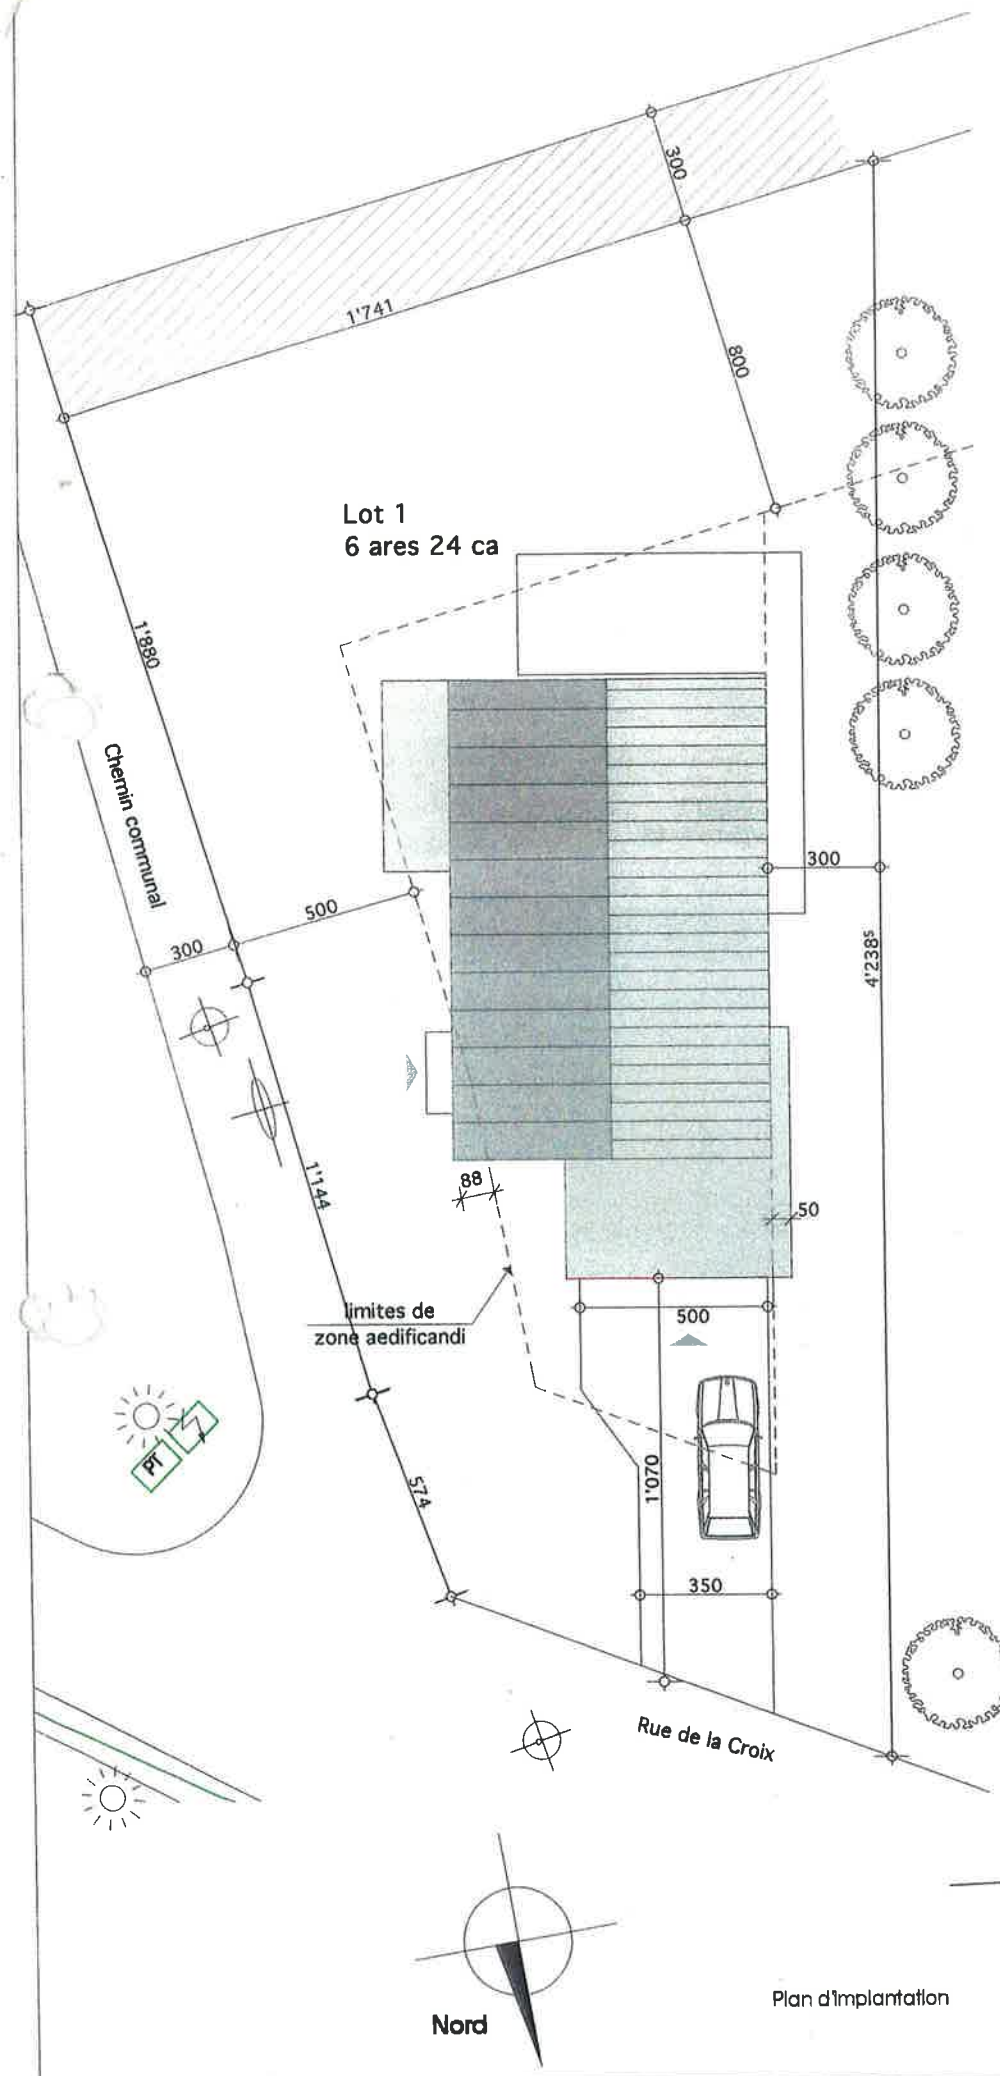 300
1'741
800
Lot 1
6 ares 24 ca
1'880
Chemin communal
300
500
300
4'238⁵
1'144
88
50
limites de
zone aedificandi
500
PT
574
1'070
350
Rue de la Croix
Nord
Plan d'implantation